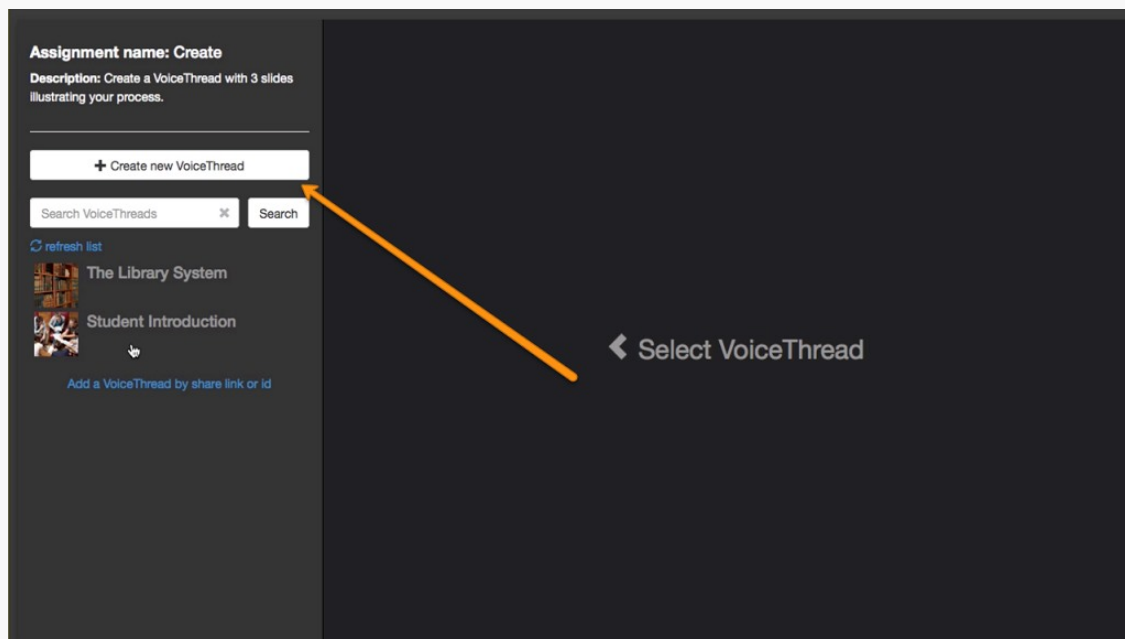 Assignment name: Create
Description: Create a VoiceThread with 3 slides
illustrating your process.
Create new VoiceThread
Search VoiceThreads
Search
refresh list
The Library System
Student Introduction
Add a VoiceThread by share link or id
Select VoiceThread